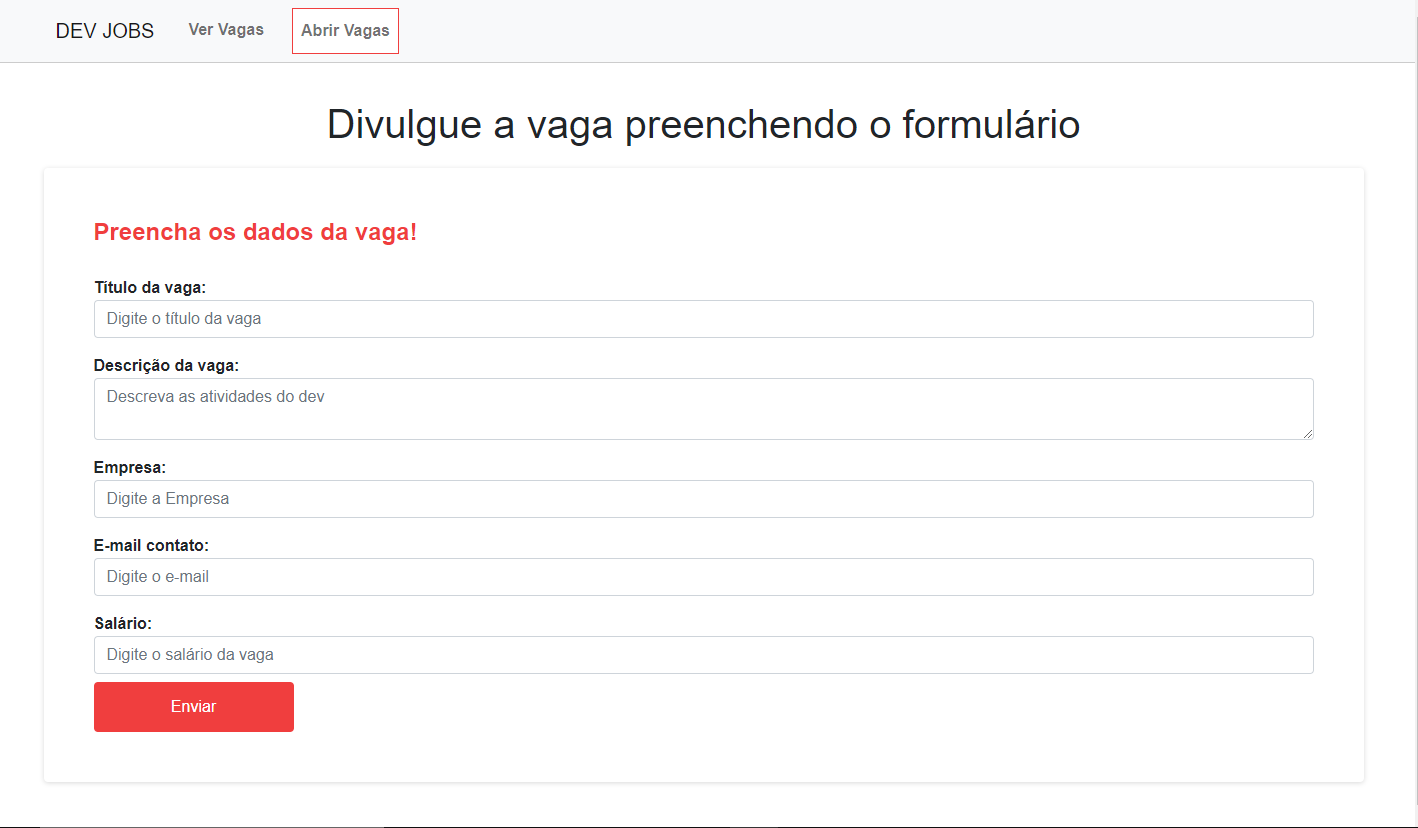 DEV JOBS Ver Vagas Abrir Vagas
Divulgue a vaga preenchendo o formulário
Preencha os dados da vaga!
Título da vaga:
Digite o título da vaga
Descrição da vaga:
Descreva as atividades do dev
Empresa:
Digite a Empresa
E-mail contato:
Digite o e-mail
Salário:
Digite o salário da vaga
Enviar